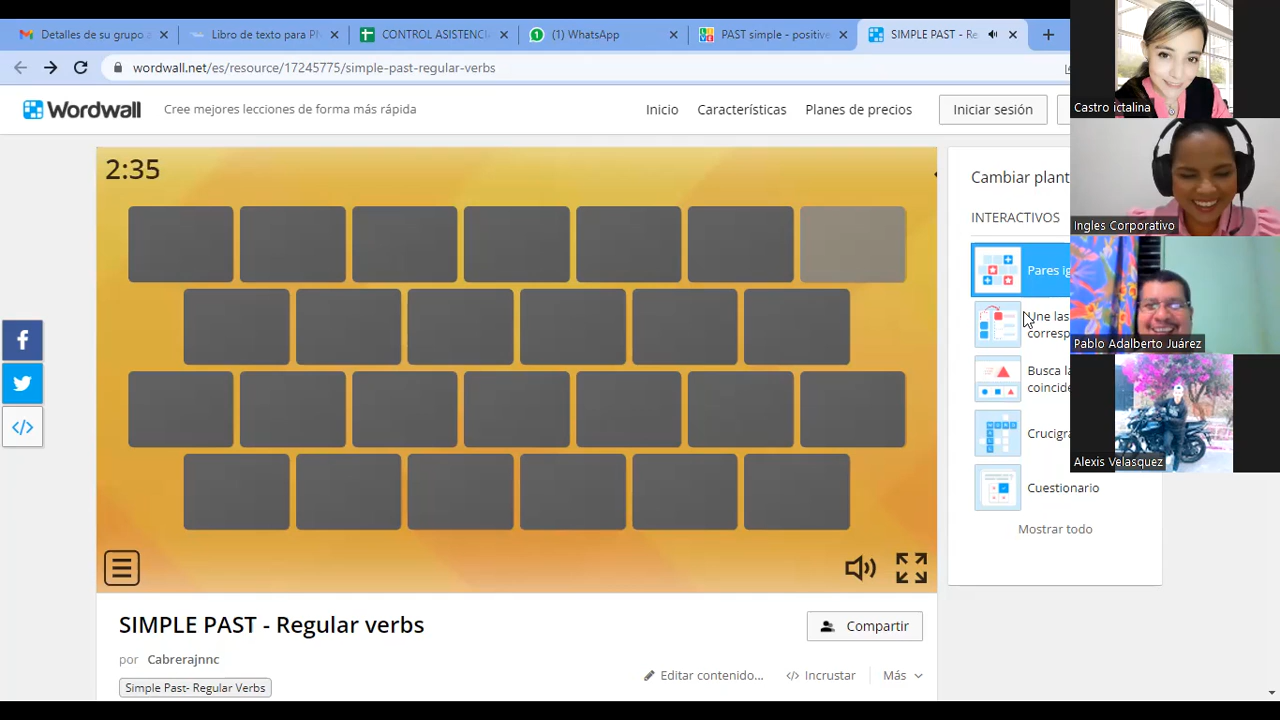 Detalles de su grupo
Libro de texto para
CONTROL ASISTENCI
(1) WhatsApp
PAST simple - positive
SIMPLE PAST - Re
wordwall.net/es/resource/17245775/simple-past-regular-verbs
Wordwall
Cree mejores lecciones de forma más rápida
Inicio
Características
Planes de precios
Iniciar sesión
Castro ictalina
2:35
Cambiar plant
INTERACTIVOS
Ingles Corporativo
Pares
Une las
corresp
Pablo Adalberto Juárez
Busca
coincide
Crucigr
Alexis Velasquez
Cuestionario
Mostrar todo
SIMPLE PAST - Regular verbs
Compartir
por Cabrerajnnc
Editar contenido...
Incrustar
Más
Simple Past- Regular Verbs